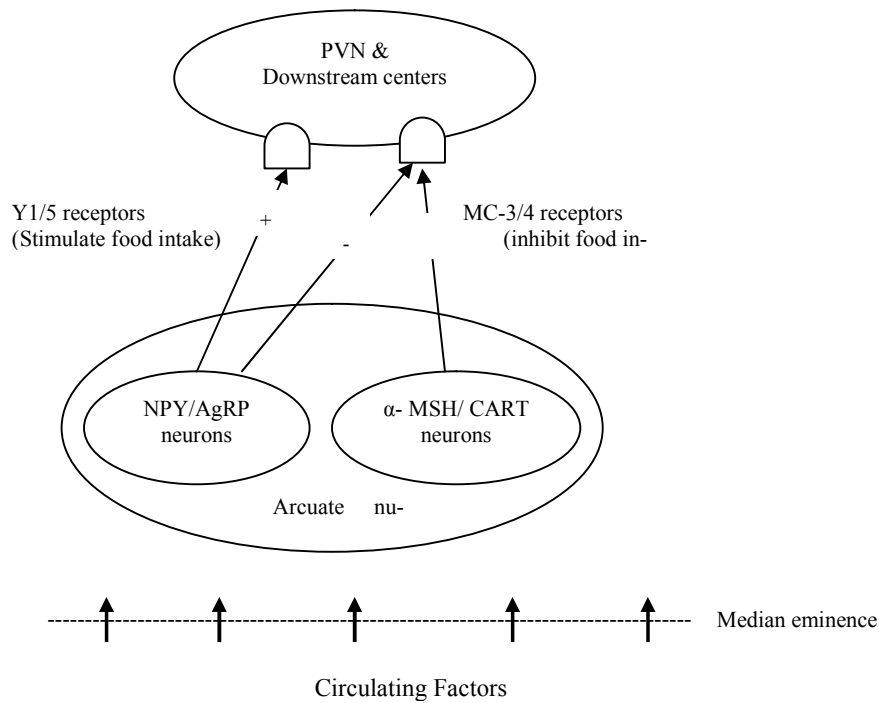 PVN &
Downstream centers
Y1/5 receptors
(Stimulate food intake)
+
-
MC-3/4 receptors
(inhibit food in-
NPY/AgRP
neurons
α- MSH/ CART
neurons
Arcuate nu-
Median eminence
Circulating Factors